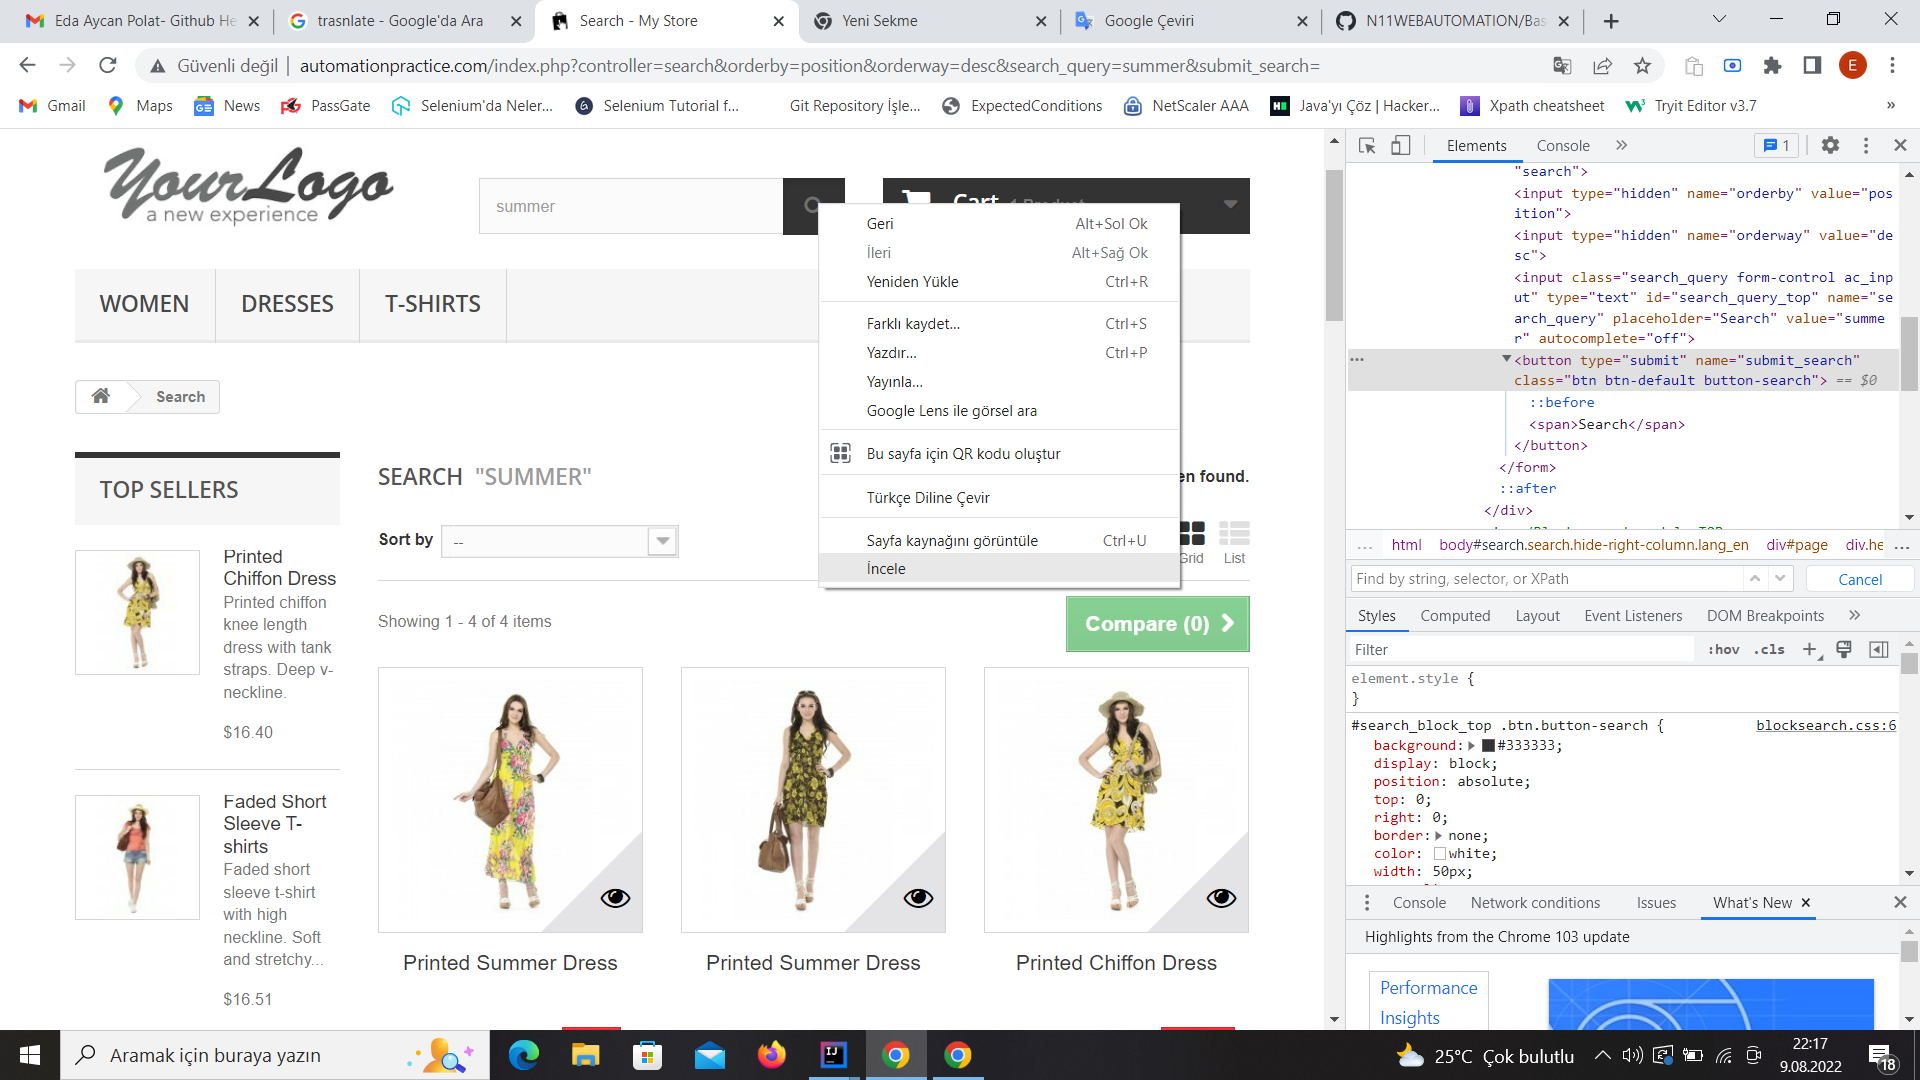 Eda Aycan Polat- Github He
trasnlate - Google'da Ara
Search - My Store
Yeni Sekme
Google Çeviri
N11WEBAUTOMATION/Bas
Güvenli değil
automationpractice.com/index.php?controller=search&orderby=position&orderway=desc&search_query=summer&submit_search=
E
Gmail
Maps
News
PassGate
Selenium'da Neler...
Selenium Tutorial f...
Git Repository İşle...
ExpectedConditions
NetScaler AAA
Java'yı Çöz | Hacker...
Xpath cheatsheet
Tryit Editor v3.7
»
YourLogo
a new experience
summer
Cart 1 Product
WOMEN
DRESSES
T-SHIRTS
Search
TOP SELLERS
Printed
Chiffon Dress
Printed chiffon
knee length
dress with tank
straps. Deep v-
neckline.
$16.40
Faded Short
Sleeve T-
shirts
Faded short
sleeve t-shirt
with high
neckline. Soft
and stretchy...
$16.51
SEARCH "SUMMER"
en found.
Sort by
--
Grid
List
Showing 1 - 4 of 4 items
Compare (0)
Printed Summer Dress
Printed Summer Dress
Printed Chiffon Dress
Geri Alt+Sol Ok
İleri Alt+Sağ Ok
Yeniden Yükle Ctrl+R
Farklı kaydet... Ctrl+S
Yazdır... Ctrl+P
Yayınla...
Google Lens ile görsel ara
Bu sayfa için QR kodu oluştur
Türkçe Diline Çevir
Sayfa kaynağını görüntüle Ctrl+U
İncele
Elements
Console
»
1
"search">
<input type="hidden" name="orderby" value="pos
ition">
<input type="hidden" name="orderway" value="de
sc">
<input class="search_query form-control ac_inp
ut" type="text" id="search_query_top" name="se
arch_query" placeholder="Search" value="summe
r" autocomplete="off">
<button type="submit" name="submit_search"
class="btn btn-default button-search"> == $0
::before
<span>Search</span>
</button>
</form>
::after
</div>
... html body#search.search.hide-right-column.lang_en div#page div.he ...
Find by string, selector, or XPath
Cancel
Styles
Computed
Layout
Event Listeners
DOM Breakpoints
»
Filter
:hov .cls +
element.style {
}
#search_block_top .btn.button-search {
blocksearch.css:6
background: #333333;
display: block;
position: absolute;
top: 0;
right: 0;
border: none;
color: white;
width: 50px;
Console
Network conditions
Issues
What's New
Highlights from the Chrome 103 update
Performance
Insights
Aramak için buraya yazın
25°C Çok bulutlu
22:17
9.08.2022
18